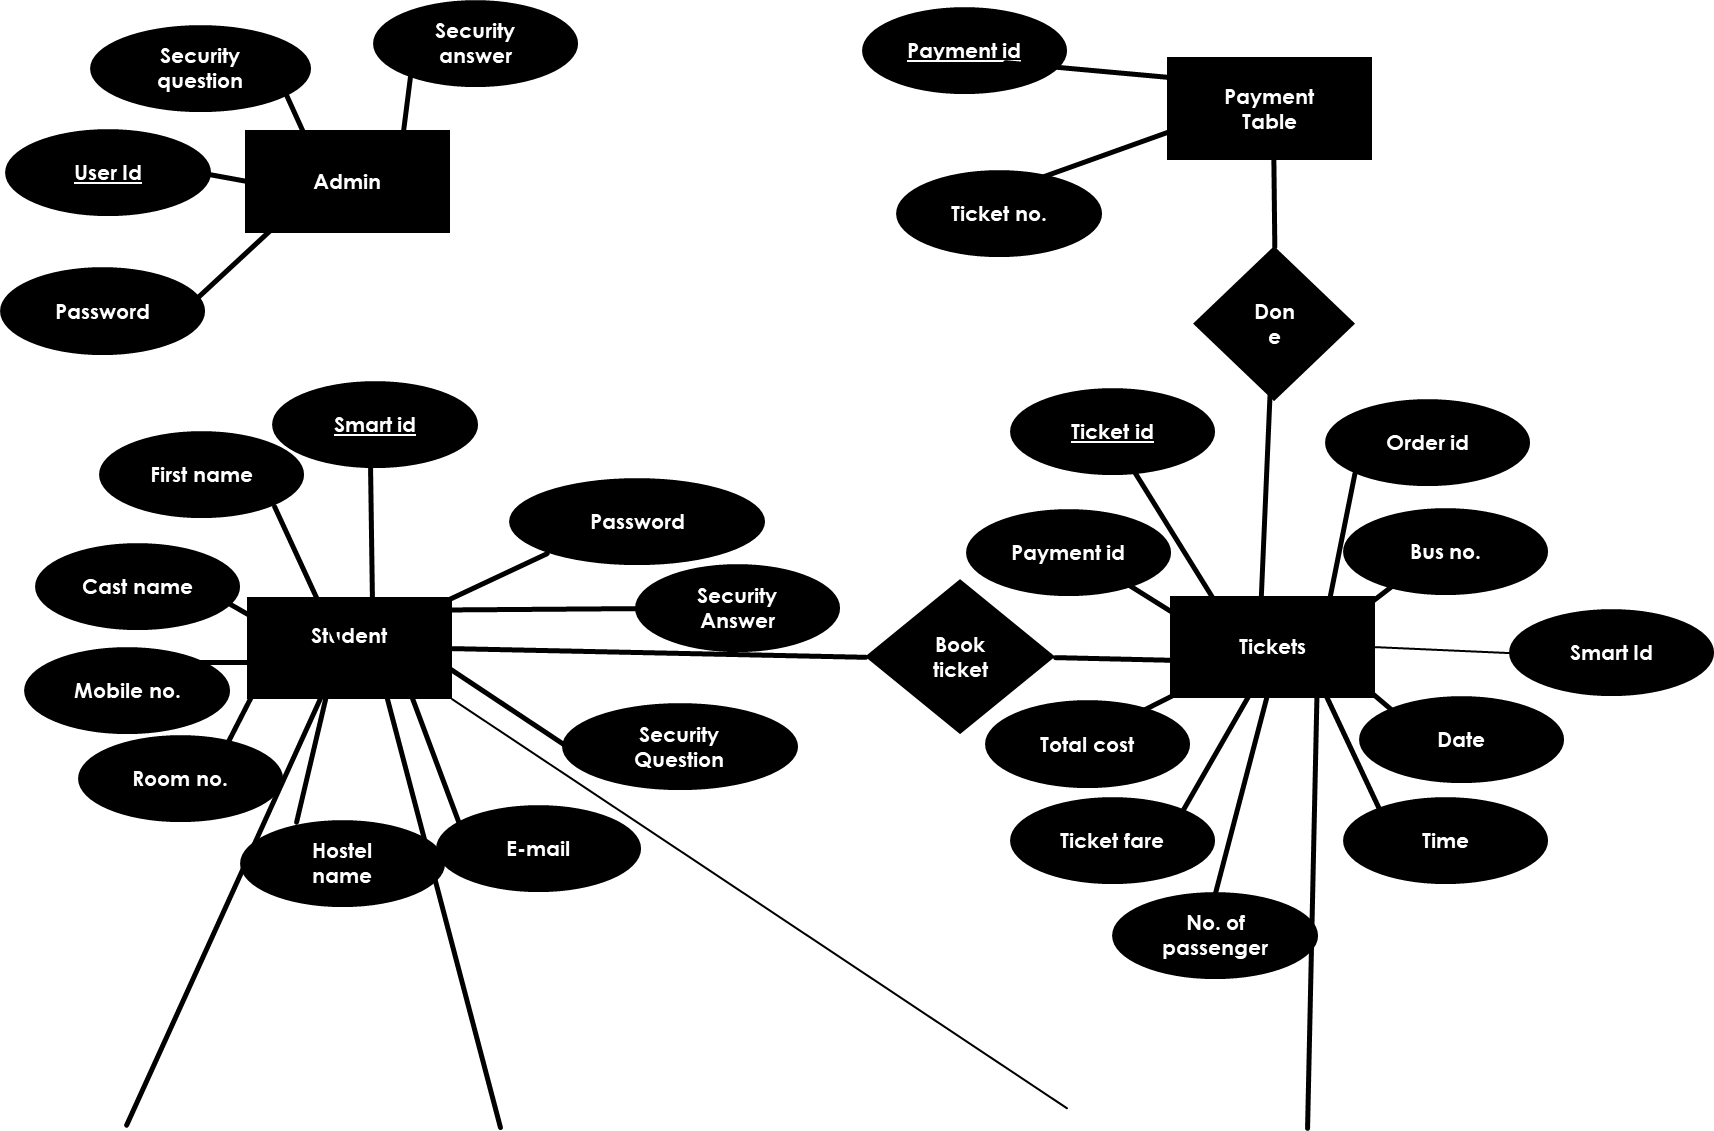 Security
question
Security
answer
User Id
Admin
Password
Payment id
Payment
Table
Ticket no.
Don
e
Smart id
First name
Password
Cast name
Security
Answer
Student
Mobile no.
Security
Question
Room no.
Hostel
name
E-mail
Book
ticket
Ticket id
Order id
Payment id
Bus no.
Tickets
Smart Id
Total cost
Date
Ticket fare
Time
No. of
passenger